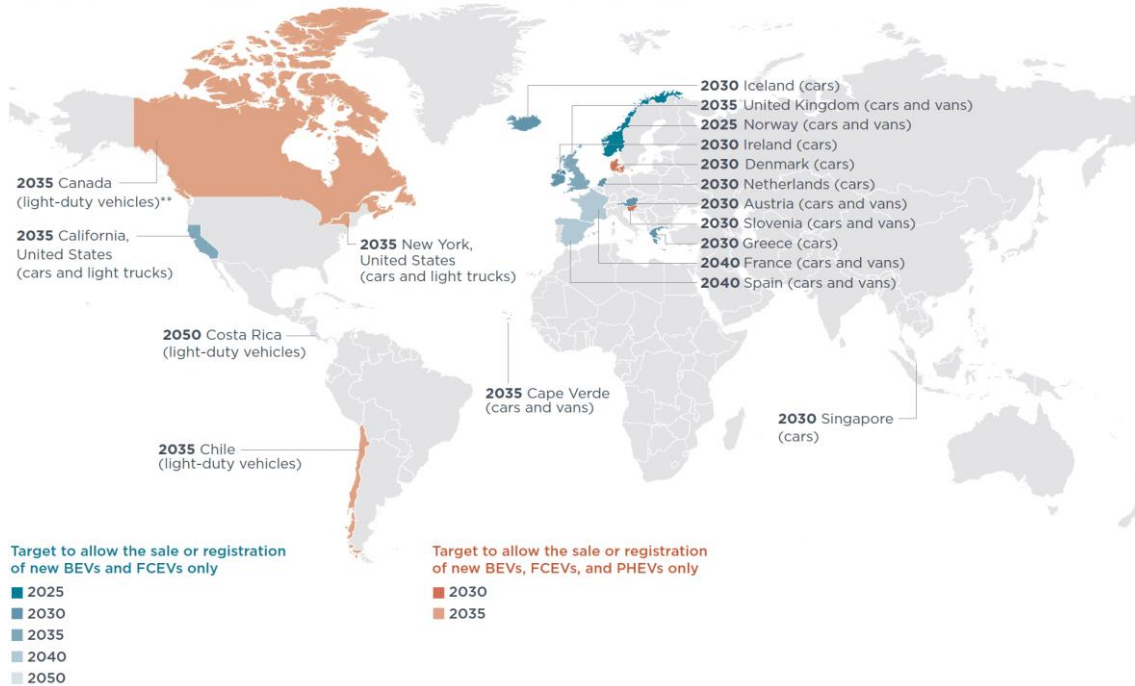 2030 Iceland (cars)
2035 United Kingdom (cars and vans)
2025 Norway (cars and vans)
2030 Ireland (cars)
2030 Denmark (cars)
2030 Netherlands (cars)
2030 Austria (cars and vans)
2030 Slovenia (cars and vans)
2030 Greece (cars)
2040 France (cars and vans)
2040 Spain (cars and vans)
2035 Canada
(light-duty vehicles)**
2035 California,
United States
(cars and light trucks)
2035 New York,
United States
(cars and light trucks)
2050 Costa Rica
(light-duty vehicles)
2035 Cape Verde
(cars and vans)
2030 Singapore
(cars)
2035 Chile
(light-duty vehicles)
Target to allow the sale or registration
of new BEVs and FCEVs only
2025
2030
2035
2040
2050
Target to allow the sale or registration
of new BEVs, FCEVs, and PHEVs only
2030
2035